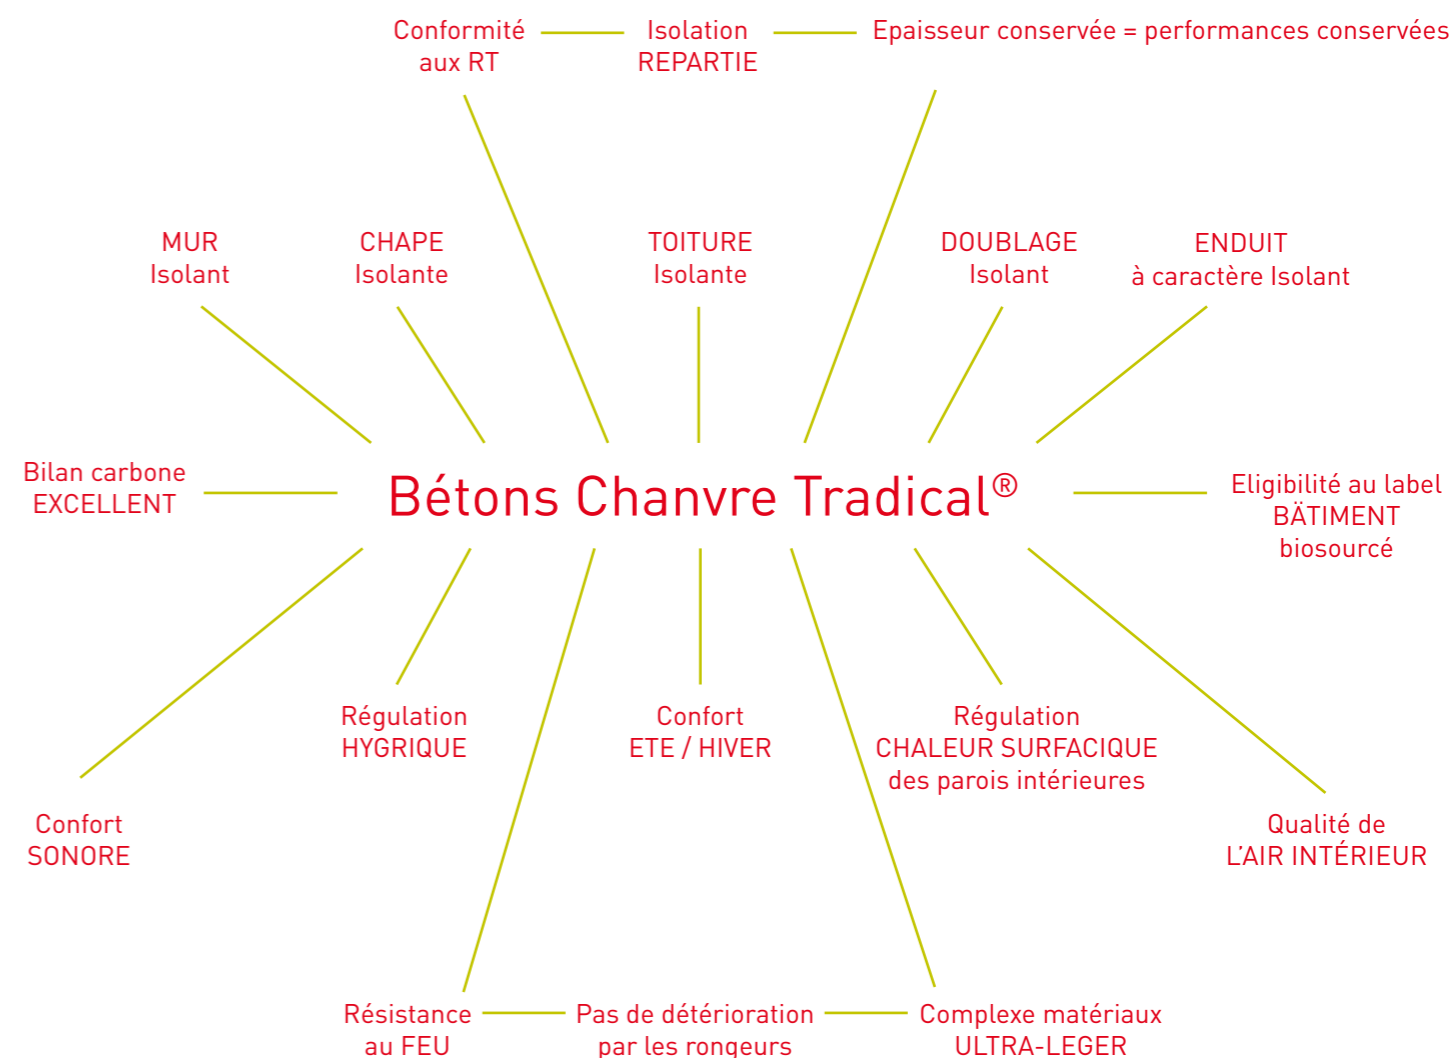 Conformité
aux RT
Isolation
REPARTIE
Epaisseur conservée = performances conservées
MUR
Isolant
CHAPE
Isolante
TOITURE
Isolante
DOUBLAGE
Isolant
ENDUIT
à caractère Isolant
Bilan carbone
EXCELLENT
Bétons Chanvre Tradical®
Eligibilité au label
BÄTIMENT
biosourcé
Régulation
HYGRIQUE
Confort
ETE / HIVER
Régulation
CHALEUR SURFACIQUE
des parois intérieures
Confort
SONORE
Qualité de
L'AIR INTÉRIEUR
Résistance
au FEU
Pas de détérioration
par les rongeurs
Complexe matériaux
ULTRA-LEGER